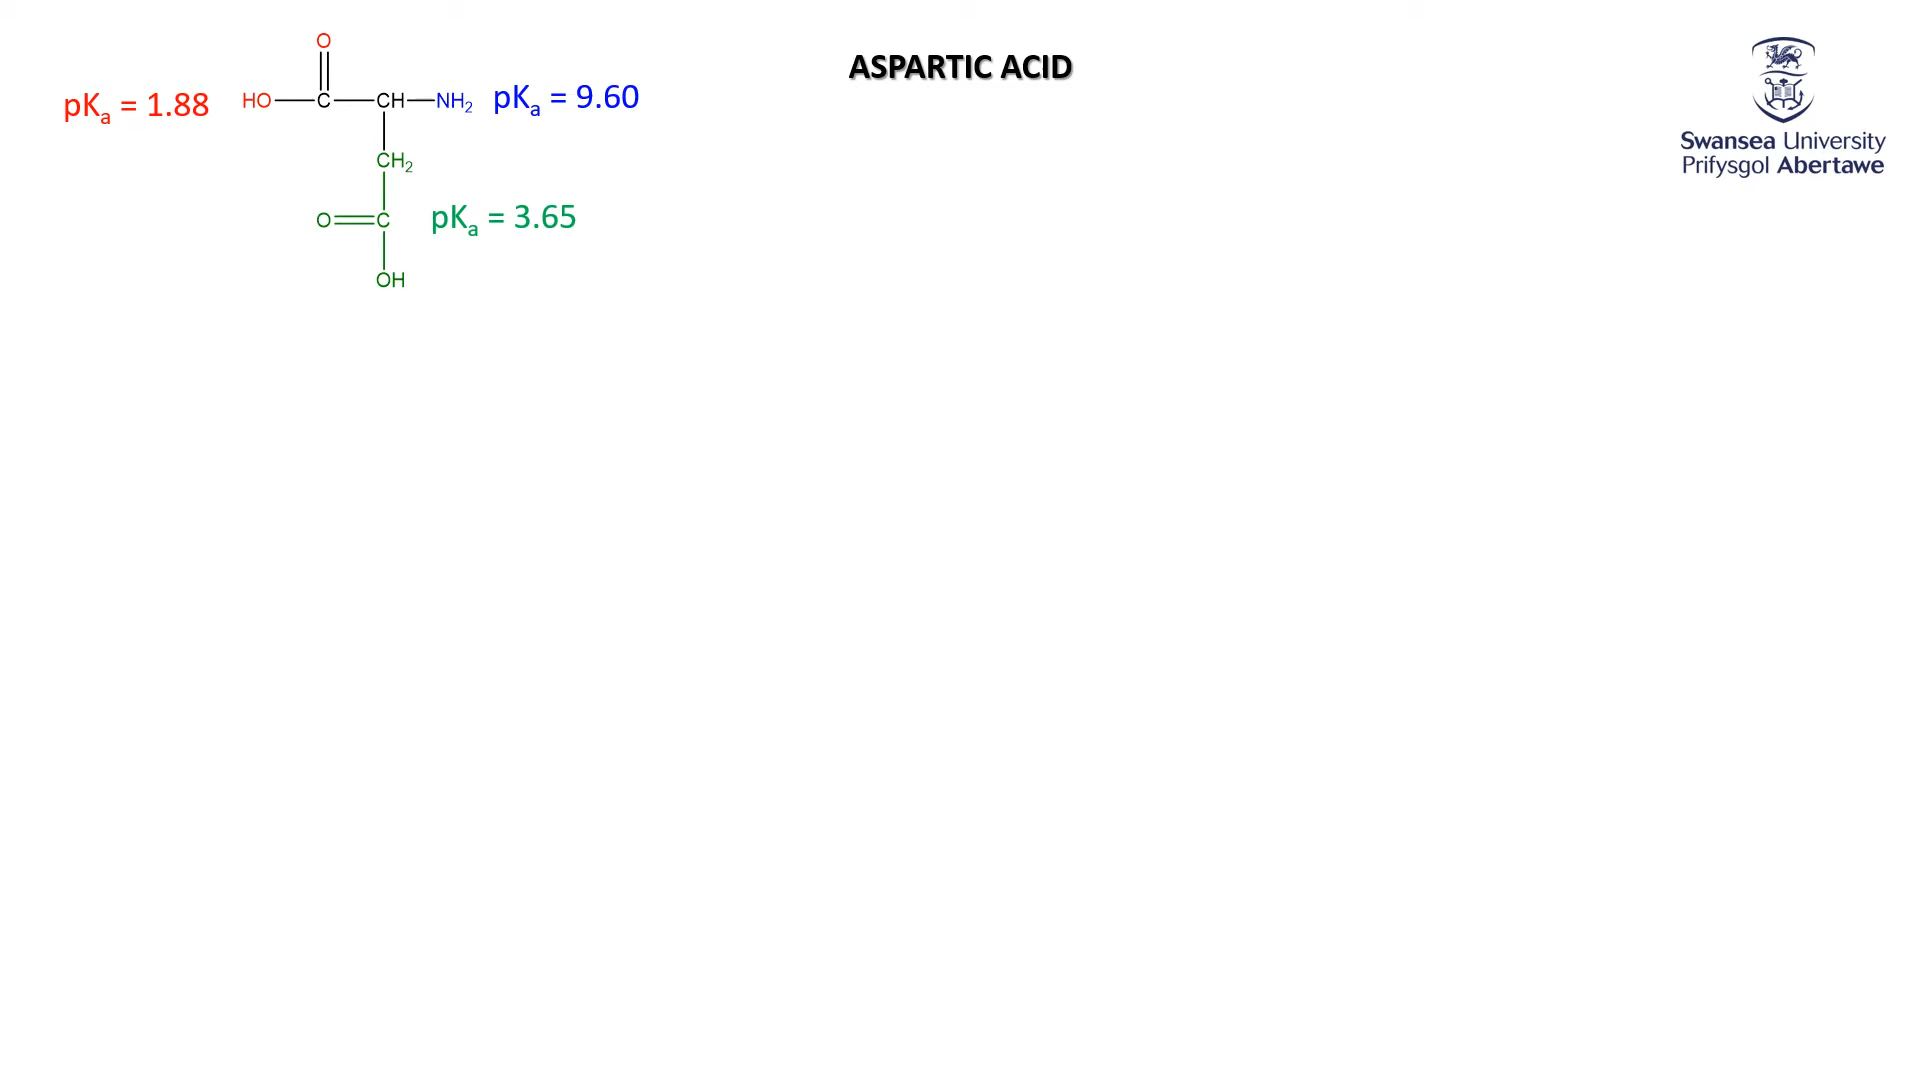 ASPARTIC ACID
O
pKa = 1.88 HO C CH NH2 pKa = 9.60
CH2
O C pKa = 3.65
OH
Swansea University
Prifysgol Abertawe